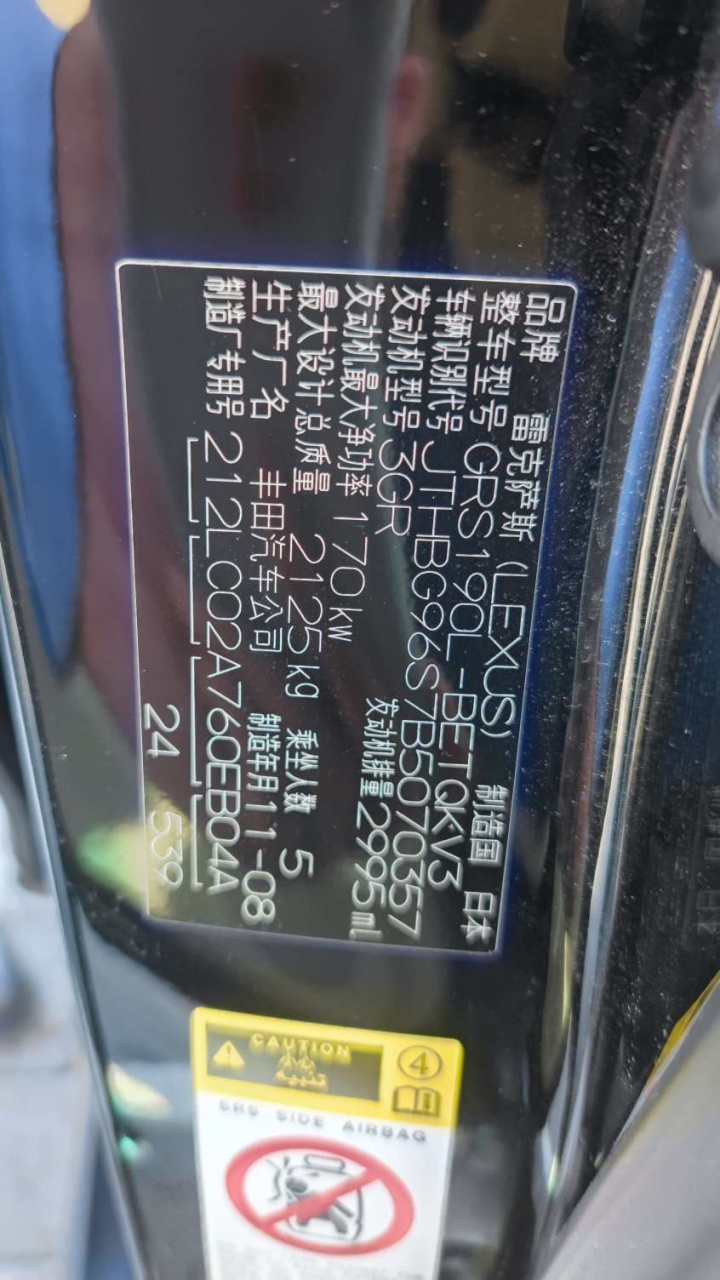 品牌 雷克萨斯 (LEXUS) 制造国 日本
整车型号 GRS190L-BETQKV3
车辆识别代号 JTHBG96S7B5070357
发动机型号 3GR 发动机排量 2995ml
发动机最大净功率 170kW
最大设计总质量 2125kg 乘坐人数 5
生产厂名 丰田汽车公司 制造年月 11-08
制造厂专用号 212LC02A760EB04A
24 539
CAUTION
小心
4
SRS SIDE AIRBAG